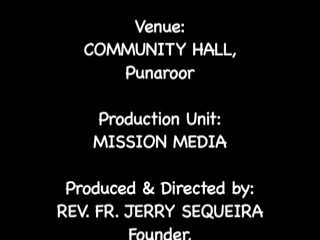 Venue:
COMMUNITY HALL,
Punaroor
Production Unit:
MISSION MEDIA
Produced & Directed by:
REV. FR. JERRY SEQUEIRA
Founder,